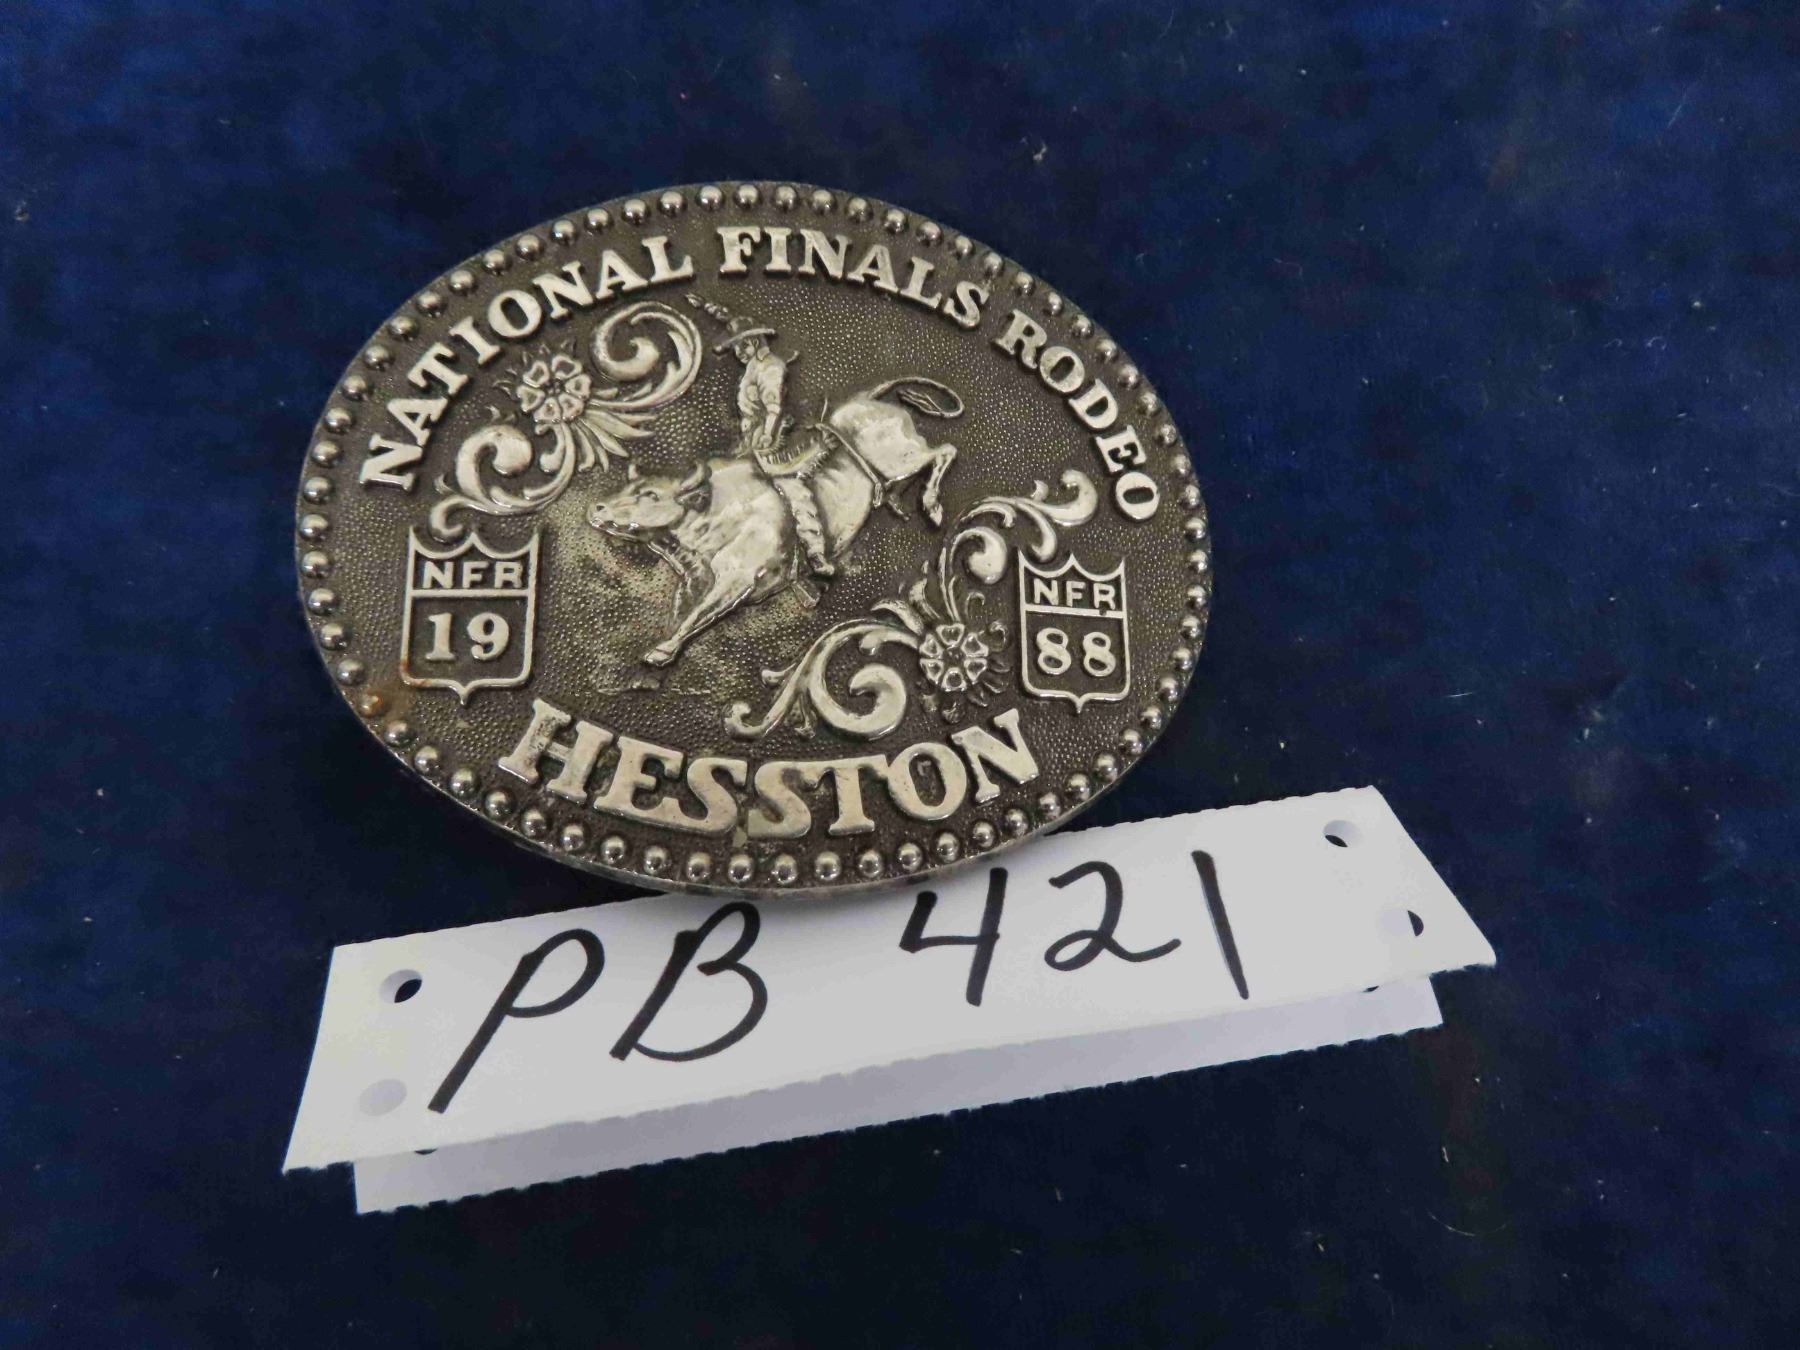 NATIONAL FINALS RODEO
NFR
19
NFR
88
HESSTON
PB 421